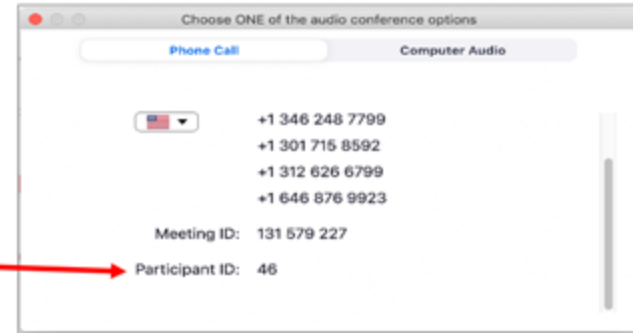 Choose ONE of the audio conference options
Phone Call Computer Audio
+1 346 248 7799
+1 301 715 8592
+1 312 626 6799
+1 646 876 9923
Meeting ID: 131 579 227
Participant ID: 46